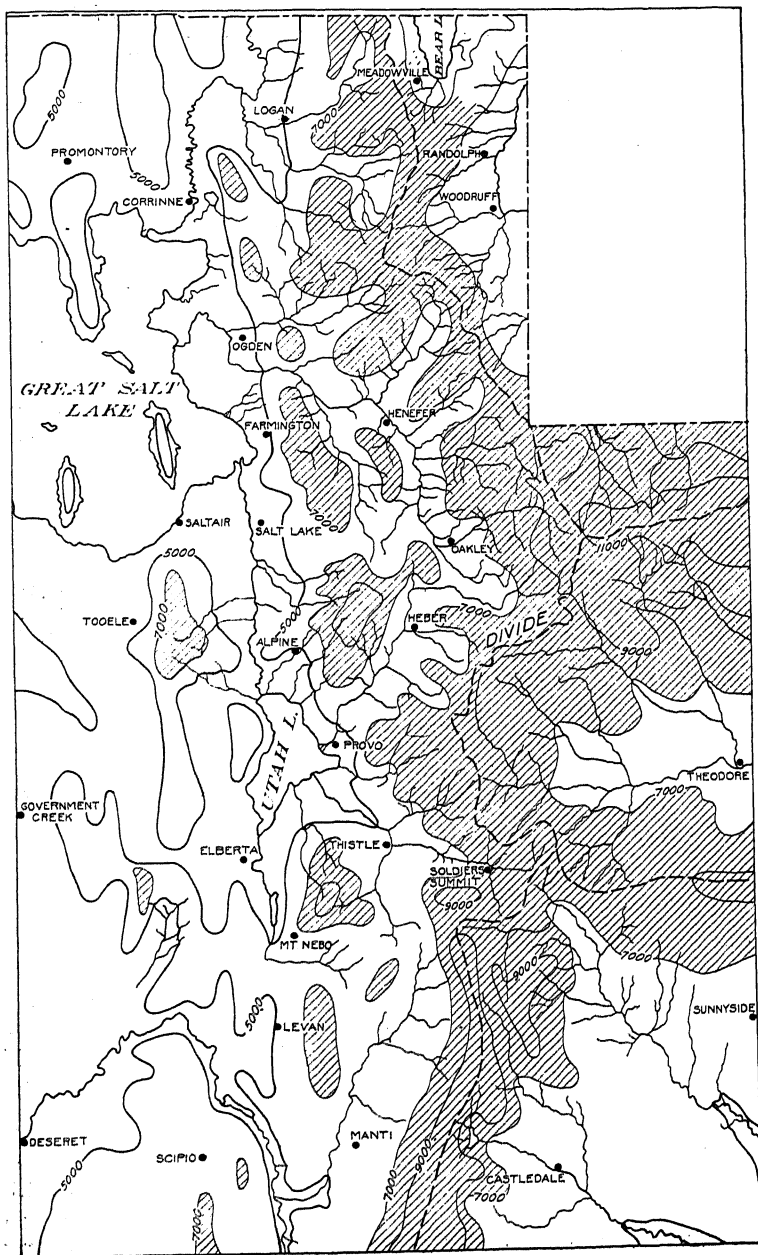 BEAR L
MEADOWVILLE
5000
7000
LOGAN
PROMONTORY
5000
RANDOLPH
CORRINNE
WOODRUFF
OGDEN
GREAT SALT
LAKE
HENEFER
FARMINGTON
7000
SALTAIR
SALT LAKE
OAKLEY
11000
5000
7000
5000
7000
TOOELE
HEBER
DIVIDE
ALPINE
9000
UTAH L.
PROVO
THEODORE
7000
GOVERNMENT
CREEK
ELBERTA
THISTLE
SOLDIERS
SUMMIT
9000
MT NEBO
7000
9000
SUNNYSIDE
5000
LEVAN
DESERET
MANTI
SCIPIO
5000
9000
CASTLEDALE
7000
7000
7000